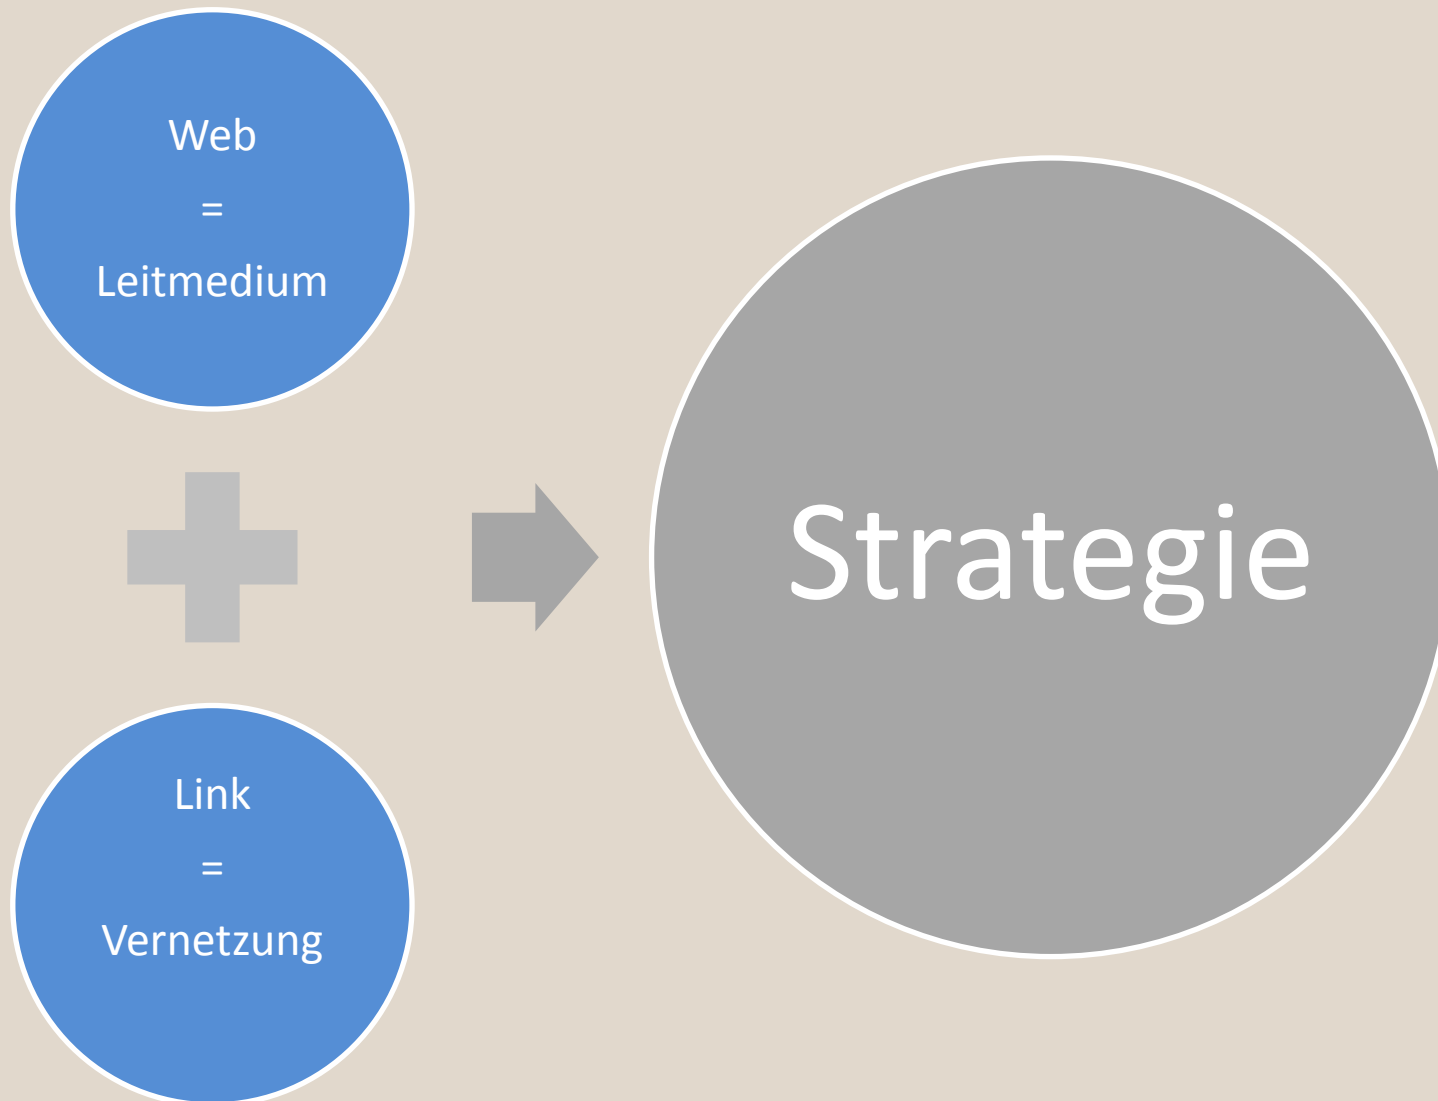 Web
=
Leitmedium
Link
=
Vernetzung
Strategie